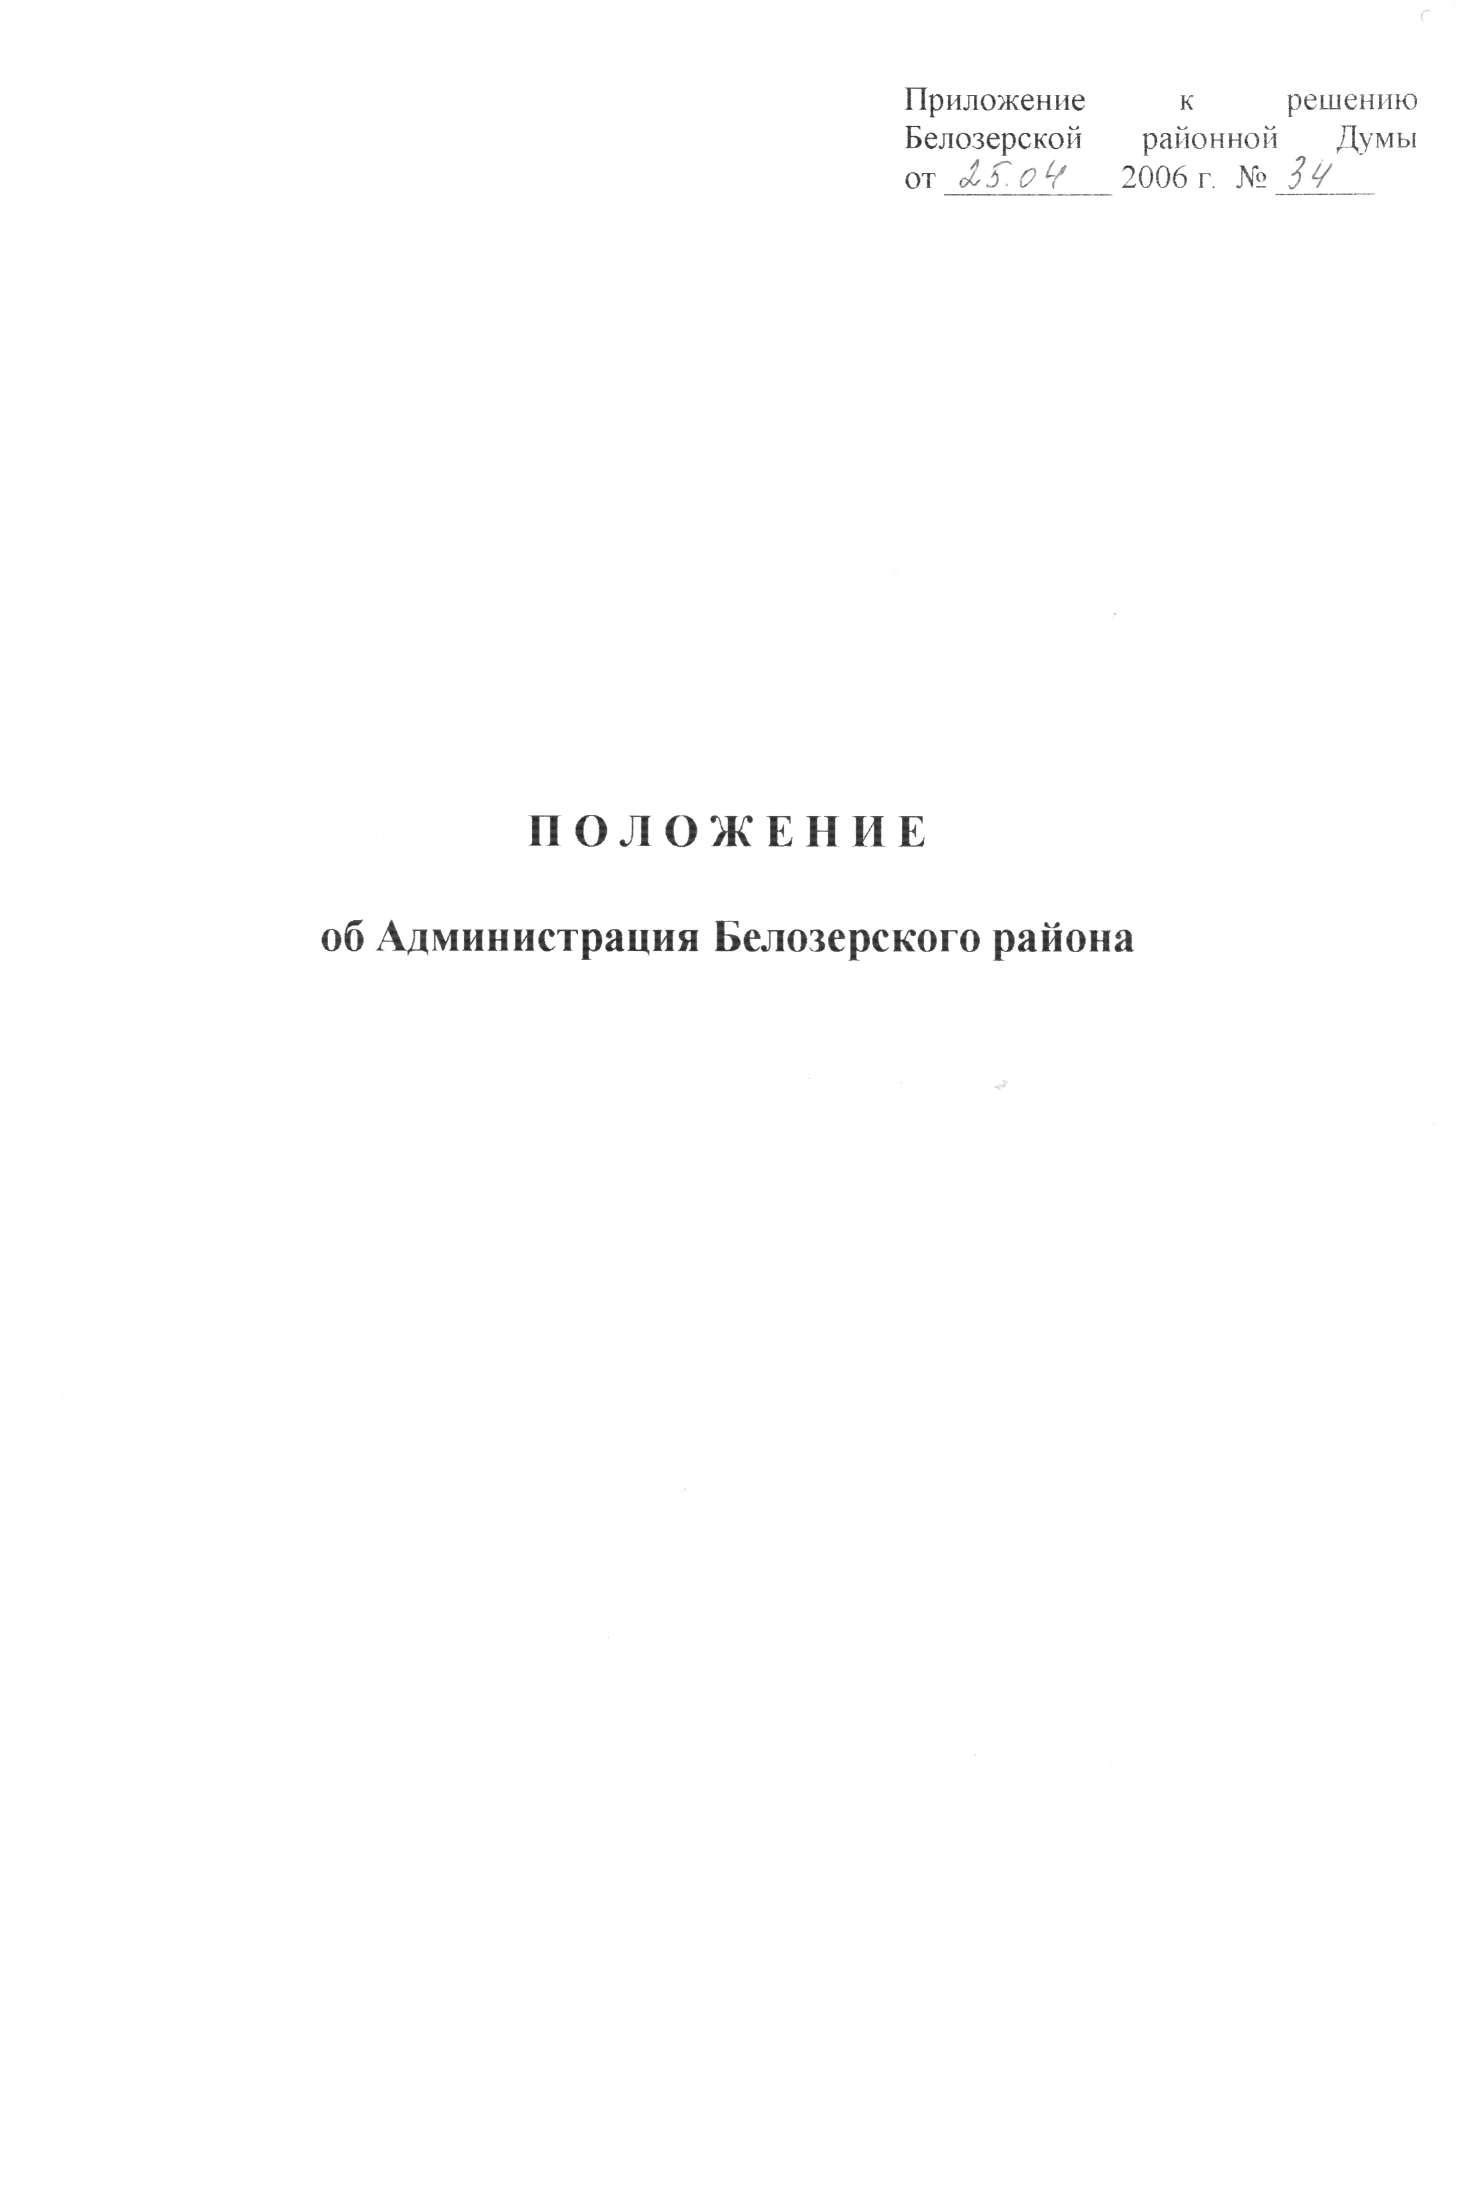 Приложение к решению
Белозерской районной Думы
от 25.04 2006 г. № 34
П О Л О Ж Е Н И Е
об Администрация Белозерского района